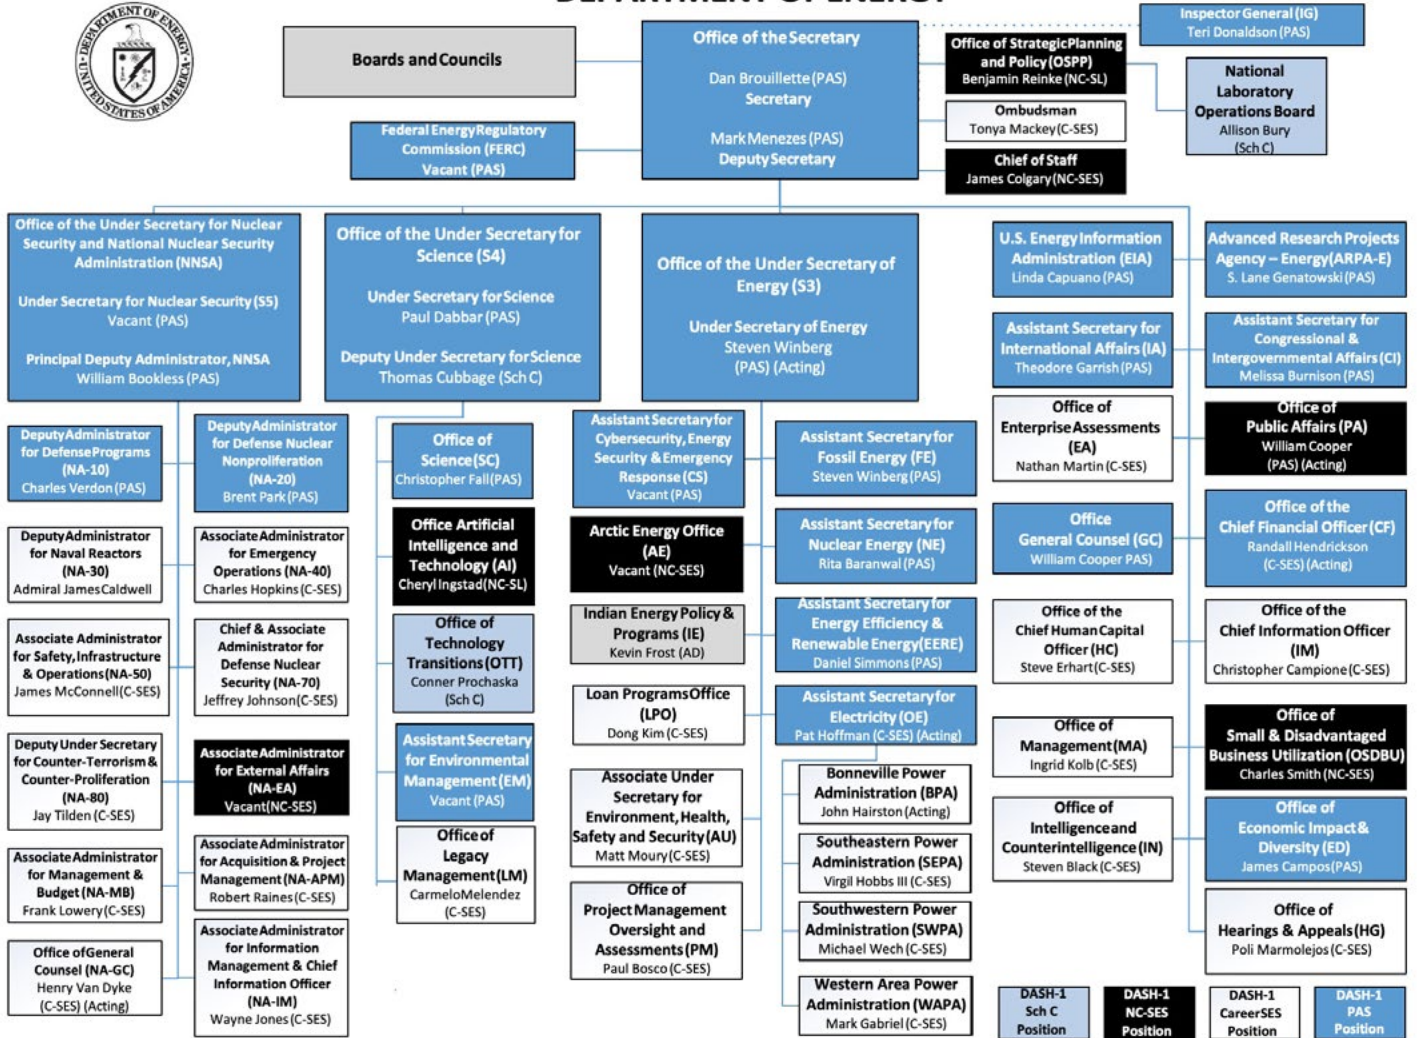 DEPARTMENT OF ENERGY
DEPARTMENT OF ENERGY
UNITED STATES OF AMERICA
Boards and Councils
Federal Energy Regulatory
Commission (FERC)
Vacant (PAS)
Office of the Secretary
Dan Brouillette (PAS)
Secretary
Mark Menezes (PAS)
Deputy Secretary
Inspector General (IG)
Teri Donaldson (PAS)
Office of Strategic Planning
and Policy (OSPP)
Benjamin Reinke (NC-SL)
National
Laboratory
Operations Board
Allison Bury
(Sch C)
Ombudsman
Tonya Mackey (C-SES)
Chief of Staff
James Colgary (NC-SES)
Office of the Under Secretary for Nuclear
Security and National Nuclear Security
Administration (NNSA)
Under Secretary for Nuclear Security (S5)
Vacant (PAS)
Principal Deputy Administrator, NNSA
William Bookless (PAS)
Office of the Under Secretary for
Science (S4)
Under Secretary for Science
Paul Dabbar (PAS)
Deputy Under Secretary for Science
Thomas Cubbage (Sch C)
Office of the Under Secretary of
Energy (S3)
Under Secretary of Energy
Steven Winberg
(PAS) (Acting)
U.S. Energy Information
Administration (EIA)
Linda Capuano (PAS)
Advanced Research Projects
Agency – Energy (ARPA-E)
S. Lane Genatowski (PAS)
Assistant Secretary for
International Affairs (IA)
Theodore Garrish (PAS)
Assistant Secretary for
Congressional &
Intergovernmental Affairs (CI)
Melissa Burnison (PAS)
Office of
Enterprise Assessments
(EA)
Nathan Martin (C-SES)
Office of
Public Affairs (PA)
William Cooper
(PAS) (Acting)
Office
General Counsel (GC)
William Cooper PAS)
Office of the
Chief Financial Officer (CF)
Randall Hendrickson
(C-SES) (Acting)
Office of the
Chief Human Capital
Officer (HC)
Steve Erhart (C-SES)
Office of the
Chief Information Officer
(IM)
Christopher Campione (C-SES)
Office of
Management (MA)
Ingrid Kolb (C-SES)
Office of
Small & Disadvantaged
Business Utilization (OSDBU)
Charles Smith (NC-SES)
Office of
Intelligence and
Counterintelligence (IN)
Steven Black (C-SES)
Office of
Economic Impact &
Diversity (ED)
James Campos (PAS)
Office of
Hearings & Appeals (HG)
Poli Marmolejos (C-SES)
Deputy Administrator
for Defense Programs
(NA-10)
Charles Verdon (PAS)
Deputy Administrator
for Defense Nuclear
Nonproliferation
(NA-20)
Brent Park (PAS)
Deputy Administrator
for Naval Reactors
(NA-30)
Admiral James Caldwell
Associate Administrator
for Emergency
Operations (NA-40)
Charles Hopkins (C-SES)
Associate Administrator
for Safety, Infrastructure
& Operations (NA-50)
James McConnell (C-SES)
Chief & Associate
Administrator for
Defense Nuclear
Security (NA-70)
Jeffrey Johnson (C-SES)
Deputy Under Secretary
for Counter-Terrorism &
Counter-Proliferation
(NA-80)
Jay Tilden (C-SES)
Associate Administrator
for External Affairs
(NA-EA)
Vacant(NC-SES)
Associate Administrator
for Management &
Budget (NA-MB)
Frank Lowery (C-SES)
Associate Administrator
for Acquisition & Project
Management (NA-APM)
Robert Raines (C-SES)
Office of General
Counsel (NA-GC)
Henry Van Dyke
(C-SES) (Acting)
Associate Administrator
for Information
Management & Chief
Information Officer
(NA-IM)
Wayne Jones (C-SES)
Office of
Science (SC)
Christopher Fall (PAS)
Office Artificial
Intelligence and
Technology (AI)
Cheryl Ingstad (NC-SL)
Office of
Technology
Transitions (OTT)
Conner Prochaska
(Sch C)
Assistant Secretary
for Environmental
Management (EM)
Vacant (PAS)
Office of
Legacy
Management (LM)
Carmelo Melendez
(C-SES)
Assistant Secretary for
Cybersecurity, Energy
Security & Emergency
Response (CS)
Vacant (PAS)
Assistant Secretary for
Fossil Energy (FE)
Steven Winberg (PAS)
Arctic Energy Office
(AE)
Vacant (NC-SES)
Assistant Secretary for
Nuclear Energy (NE)
Rita Baranwal (PAS)
Indian Energy Policy &
Programs (IE)
Kevin Frost (AD)
Assistant Secretary for
Energy Efficiency &
Renewable Energy (EERE)
Daniel Simmons (PAS)
Loan Programs Office
(LPO)
Dong Kim (C-SES)
Assistant Secretary for
Electricity (OE)
Pat Hoffman (C-SES) (Acting)
Associate Under
Secretary for
Environment, Health,
Safety and Security (AU)
Matt Moury (C-SES)
Office of
Project Management
Oversight and
Assessments (PM)
Paul Bosco (C-SES)
Bonneville Power
Administration (BPA)
John Hairston (Acting)
Southeastern Power
Administration (SEPA)
Virgil Hobbs III (C-SES)
Southwestern Power
Administration (SWPA)
Michael Wech (C-SES)
Western Area Power
Administration (WAPA)
Mark Gabriel (C-SES)
DASH-1
Sch C
Position
DASH-1
NC-SES
Position
DASH-1
Career SES
Position
DASH-1
PAS
Position